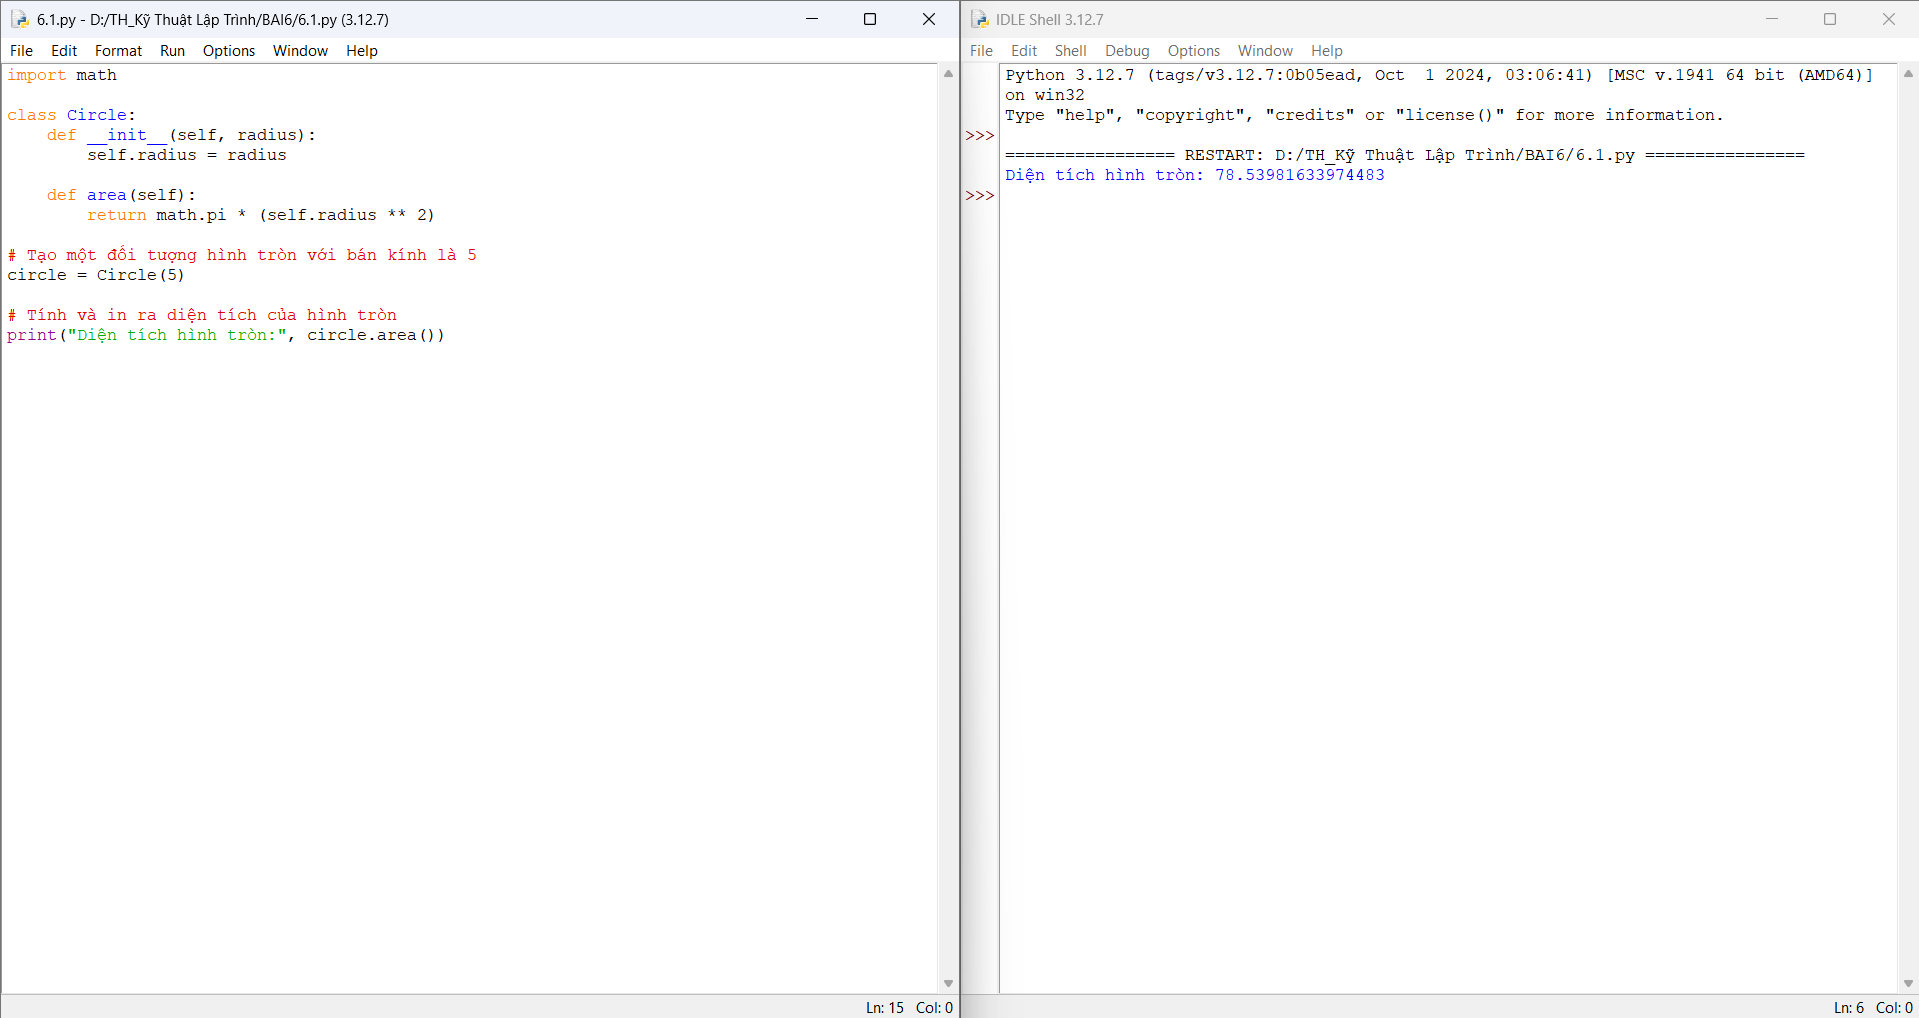 6.1.py - D:/TH_Kỹ Thuật Lập Trình/BAI6/6.1.py (3.12.7)
File Edit Format Run Options Window Help
import math
class Circle:
    def __init__(self, radius):
        self.radius = radius
    def area(self):
        return math.pi * (self.radius ** 2)
# Tạo một đối tượng hình tròn với bán kính là 5
circle = Circle(5)
# Tính và in ra diện tích của hình tròn
print("Diện tích hình tròn:", circle.area())
Ln: 15 Col: 0
IDLE Shell 3.12.7
File Edit Shell Debug Options Window Help
Python 3.12.7 (tags/v3.12.7:0b05ead, Oct  1 2024, 03:06:41) [MSC v.1941 64 bit (AMD64)]
on win32
Type "help", "copyright", "credits" or "license()" for more information.
>>>
================= RESTART: D:/TH_Kỹ Thuật Lập Trình/BAI6/6.1.py ================
Diện tích hình tròn: 78.53981633974483
>>>
Ln: 6 Col: 0